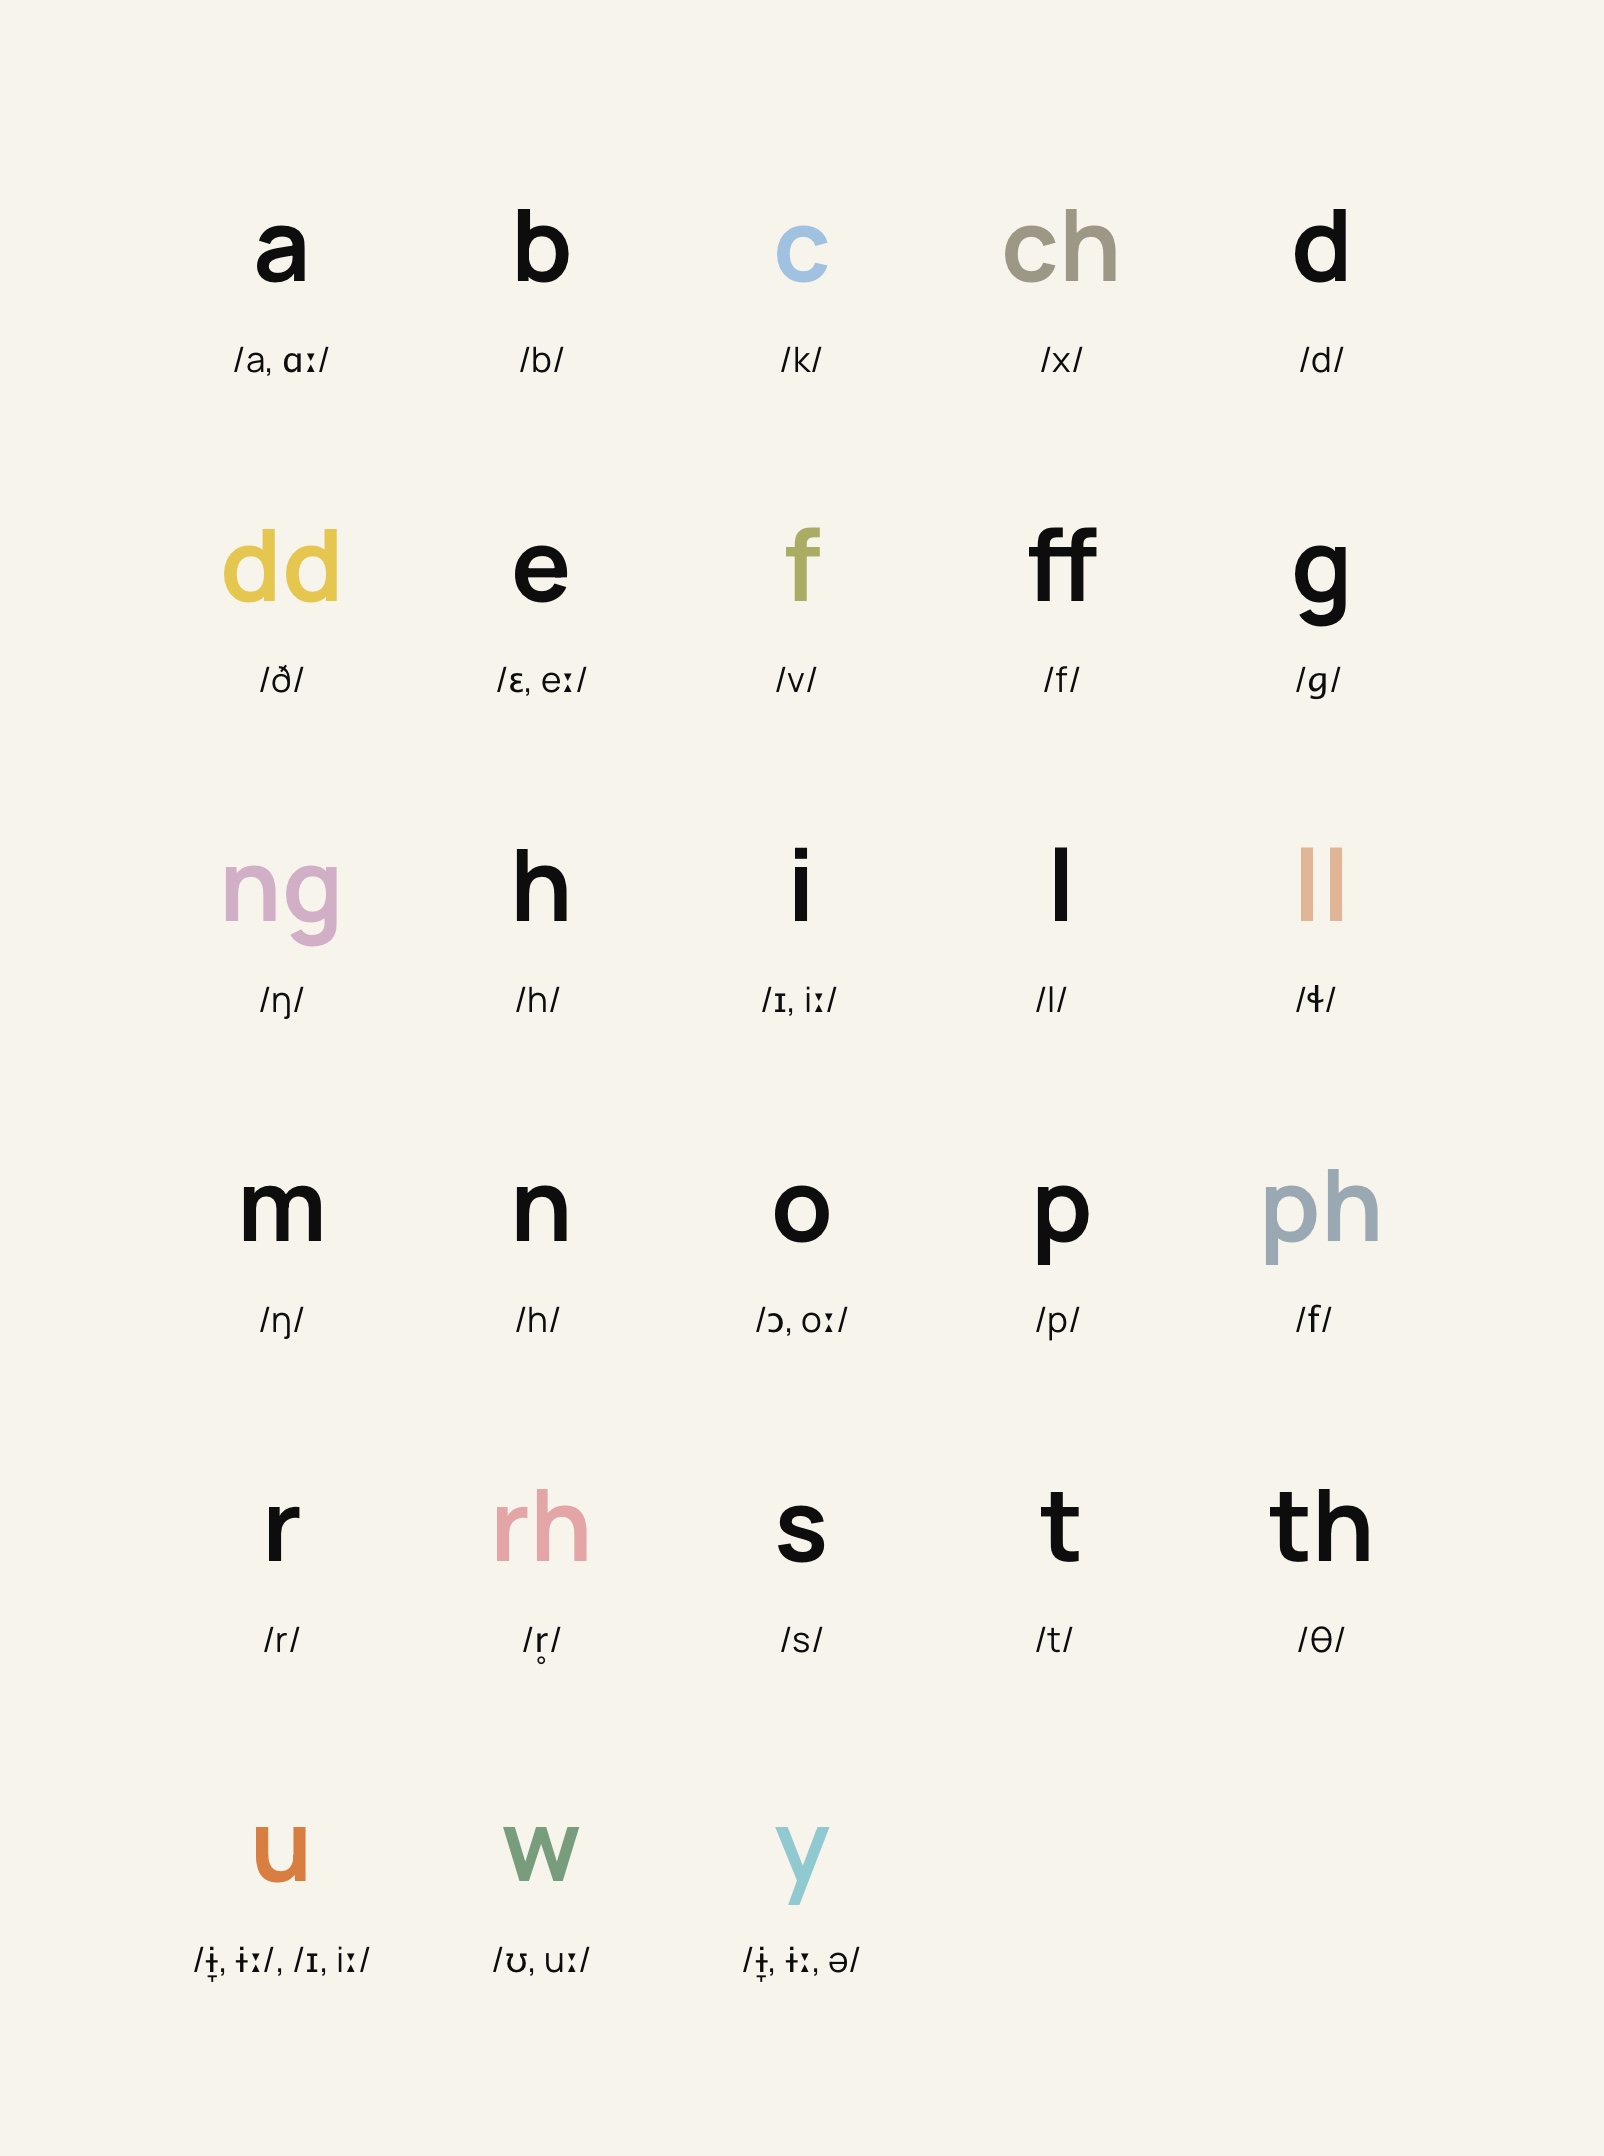 a b c ch d
/a, ɑː/ /b/ /k/ /x/ /d/
dd e f ff g
/ð/ /ɛ, eː/ /v/ /f/ /ɡ/
ng h i l ll
/ŋ/ /h/ /ɪ, iː/ /l/ /ɬ/
m n o p ph
/ŋ/ /h/ /ɔ, oː/ /p/ /f/
r rh s t th
/r/ /r̥/ /s/ /t/ /θ/
u w y
/ɨ̞, ɨː/, /ɪ, iː/ /ʊ, uː/ /ɨ̞, ɨː, ə/